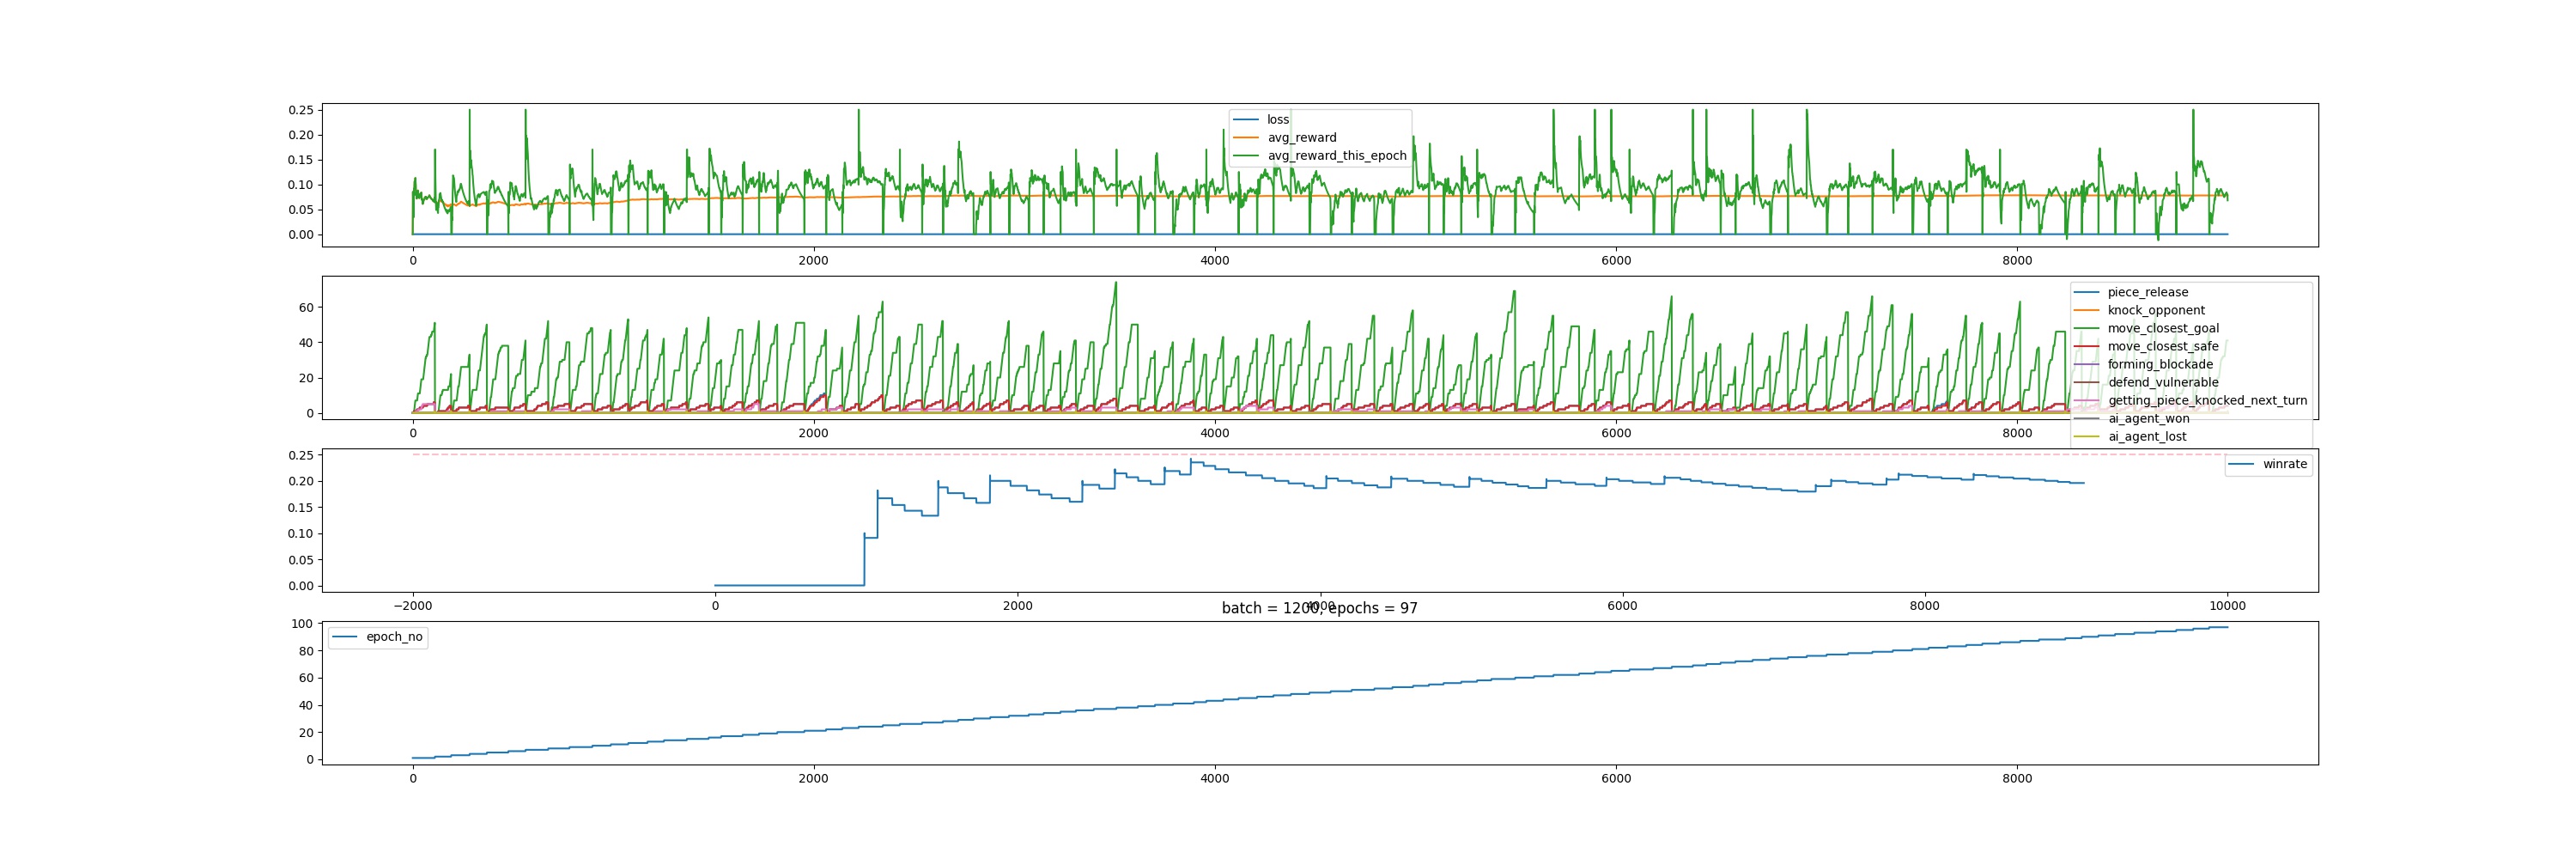 0.25
0.20
0.15
0.10
0.05
0.00
loss
avg_reward
avg_reward_this_epoch
0 2000 4000 6000 8000
60
40
20
0
piece_release
knock_opponent
move_closest_goal
move_closest_safe
forming_blockade
defend_vulnerable
getting_piece_knocked_next_turn
ai_agent_won
ai_agent_lost
0 2000 4000 6000 8000
0.25
0.20
0.15
0.10
0.05
0.00
winrate
−2000 0 2000 4000 6000 8000 10000
batch = 1200, epochs = 97
100
80
60
40
20
0
epoch_no
0 2000 4000 6000 8000